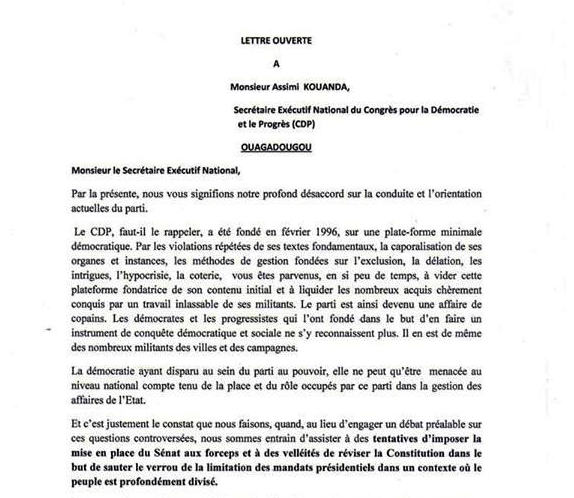 LETTRE OUVERTE
A
Monsieur Assimi KOUANDA,
Secrétaire Exécutif National du Congrès pour la Démocratie
et le Progrès (CDP)
OUAGADOUGOU
Monsieur le Secrétaire Exécutif National,
Par la présente, nous vous signifions notre profond désaccord sur la conduite et l'orientation
actuelles du parti.
Le CDP, faut-il le rappeler, a été fondé en février 1996, sur une plate-forme minimale
démocratique. Par les violations répétées de ses textes fondamentaux, la caporalisation de ses
organes et instances, les méthodes de gestion fondées sur l'exclusion, la délation, les
intrigues, l'hypocrisie, la coterie, vous êtes parvenus, en si peu de temps, à vider cette
plateforme fondatrice de son contenu initial et à liquider les nombreux acquis chèrement
conquis par un travail inlassable de ses militants. Le parti est ainsi devenu une affaire de
copains. Les démocrates et les progressistes qui l'ont fondé dans le but d'en faire un
instrument de conquête démocratique et sociale ne s'y reconnaissent plus. Il en est de même
des nombreux militants des villes et des campagnes.
La démocratie ayant disparu au sein du parti au pouvoir, elle ne peut qu'être menacée au
niveau national compte tenu de la place et du rôle occupés par ce parti dans la gestion des
affaires de l'Etat.
Et c'est justement le constat que nous faisons, quand, au lieu d'engager un débat préalable sur
ces questions controversées, nous sommes entrain d'assister à des tentatives d'imposer la
mise en place du Sénat aux forceps et à des velléités de réviser la Constitution dans le
but de sauter le verrou de la limitation des mandats présidentiels dans un contexte où le
peuple est profondément divisé.